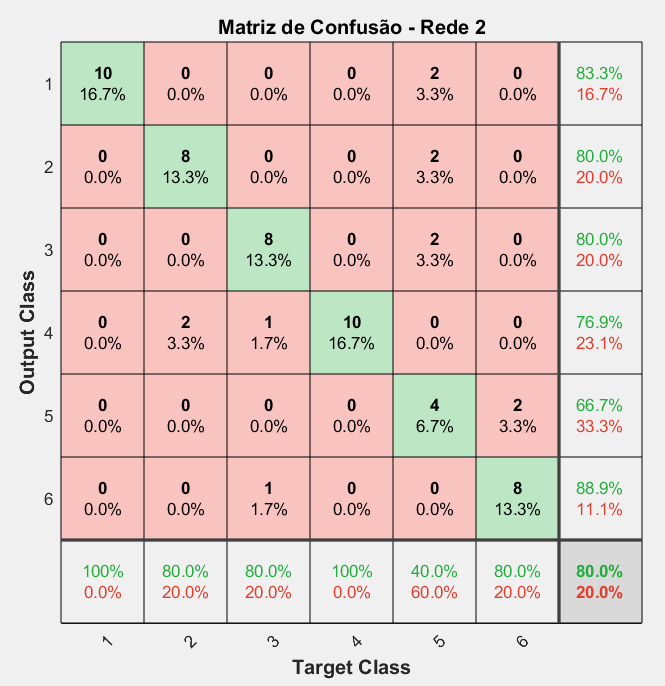 Matriz de Confusão - Rede 2
1 10 0 0 0 2 0 83.3%
16.7% 0.0% 0.0% 0.0% 3.3% 0.0% 16.7%
2 0 8 0 0 2 0 80.0%
0.0% 13.3% 0.0% 0.0% 3.3% 0.0% 20.0%
3 0 0 8 0 2 0 80.0%
0.0% 0.0% 13.3% 0.0% 3.3% 0.0% 20.0%
4 0 2 1 10 0 0 76.9%
0.0% 3.3% 1.7% 16.7% 0.0% 0.0% 23.1%
5 0 0 0 0 4 2 66.7%
0.0% 0.0% 0.0% 0.0% 6.7% 3.3% 33.3%
6 0 0 1 0 0 8 88.9%
0.0% 0.0% 1.7% 0.0% 0.0% 13.3% 11.1%
100% 80.0% 80.0% 100% 40.0% 80.0% 80.0%
0.0% 20.0% 20.0% 0.0% 60.0% 20.0% 20.0%
1 2 3 4 5 6
Target Class
Output Class